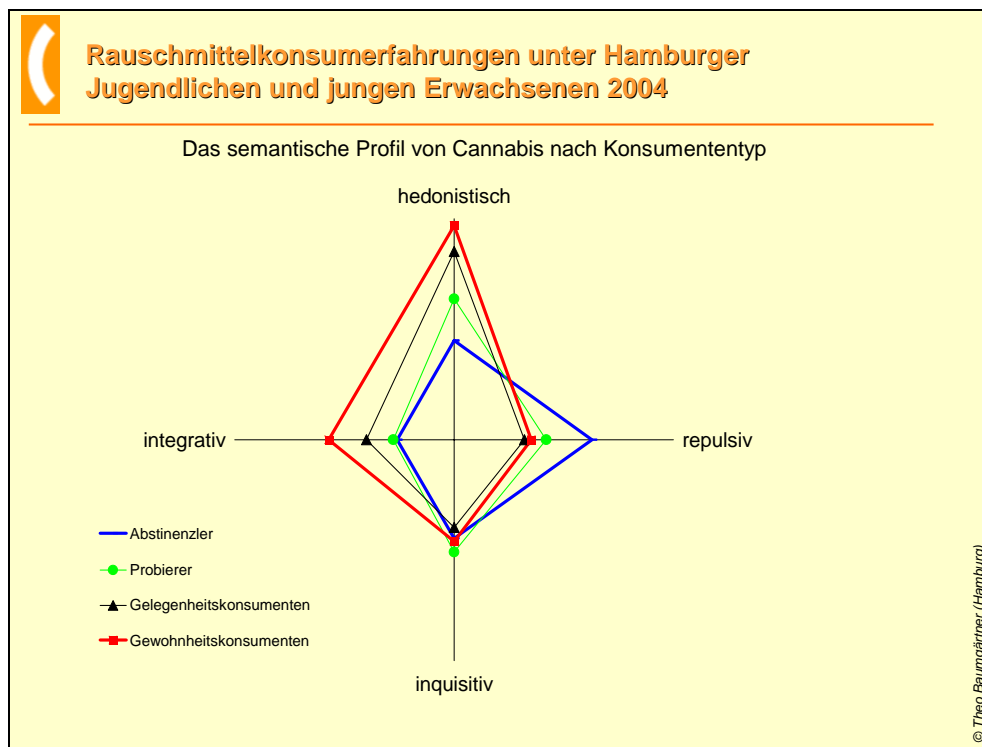 Rauschmittelkonsumerfahrungen unter Hamburger
Jugendlichen und jungen Erwachsenen 2004
Das semantische Profil von Cannabis nach Konsumententyp
hedonistisch
integrativ
repulsiv
Abstinenzler
Probierer
Gelegenheitskonsumenten
Gewohnheitskonsumenten
inquisitiv
© Theo Baumgärtner (Hamburg)